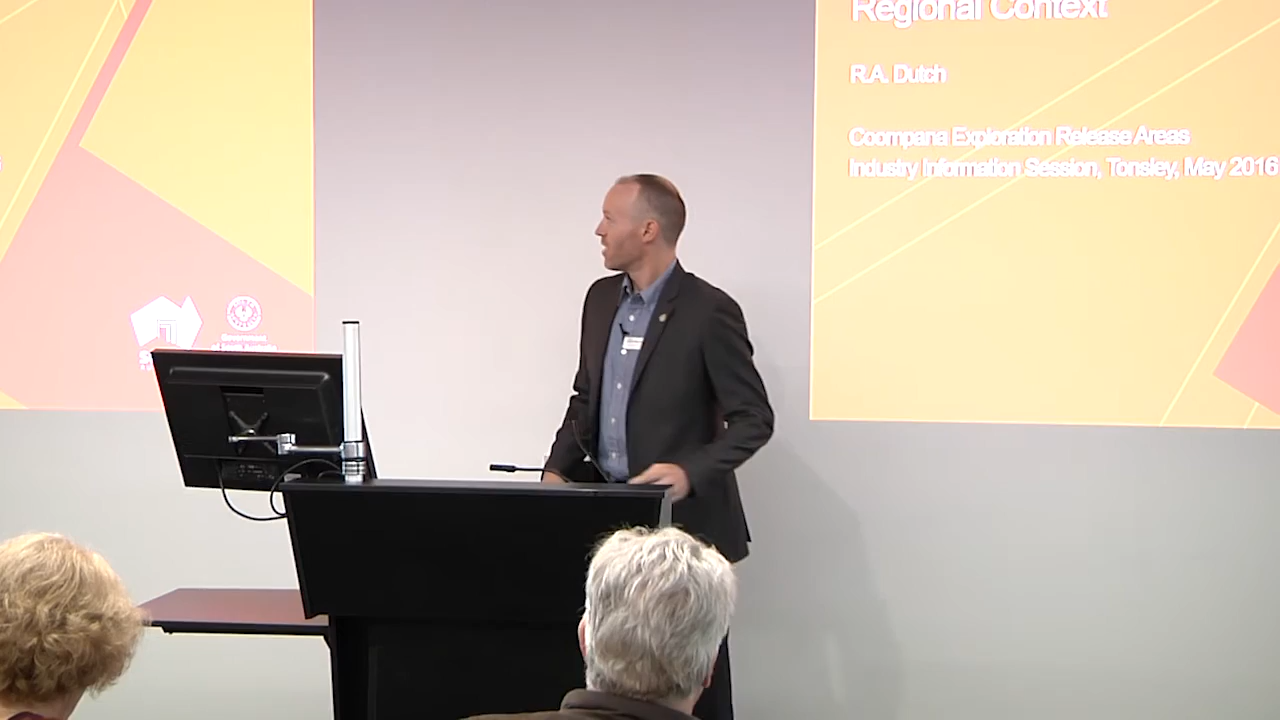 Regional Context
R.A. Dutch
Coompana Exploration Release Areas
Industry Information Session, Tonsley, May 2016